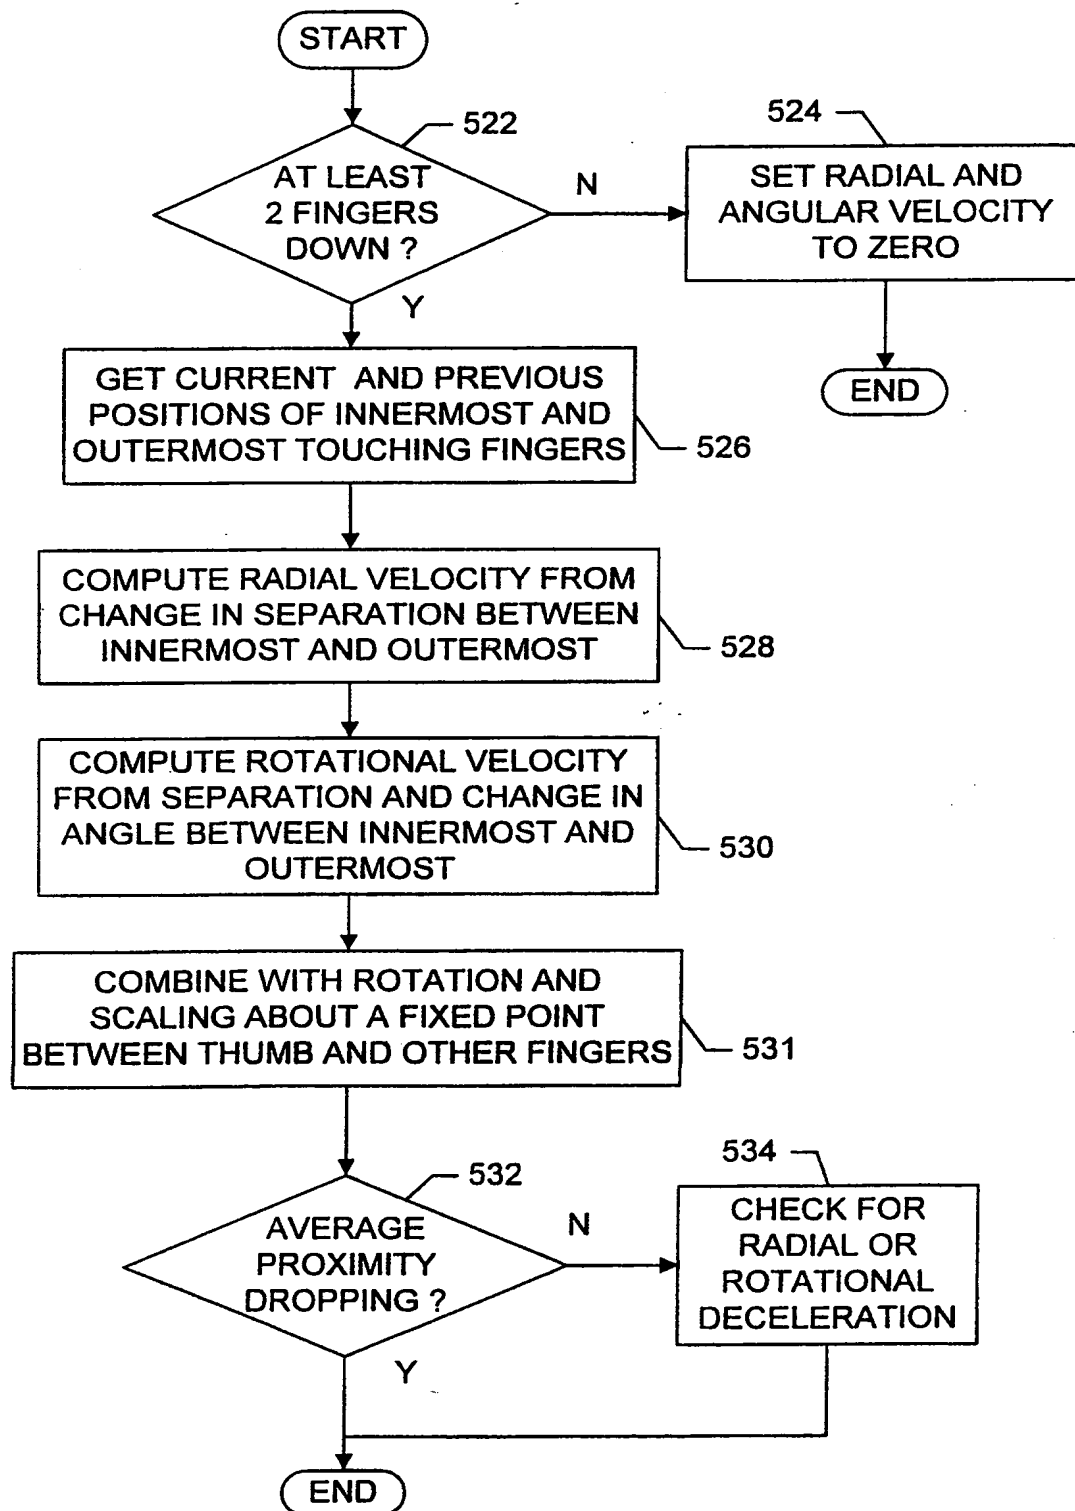 START
522
AT LEAST
2 FINGERS
DOWN ?
N
Y
524
SET RADIAL AND
ANGULAR VELOCITY
TO ZERO
END
GET CURRENT AND PREVIOUS
POSITIONS OF INNERMOST AND
OUTERMOST TOUCHING FINGERS
526
COMPUTE RADIAL VELOCITY FROM
CHANGE IN SEPARATION BETWEEN
INNERMOST AND OUTERMOST
528
COMPUTE ROTATIONAL VELOCITY
FROM SEPARATION AND CHANGE IN
ANGLE BETWEEN INNERMOST AND
OUTERMOST
530
COMBINE WITH ROTATION AND
SCALING ABOUT A FIXED POINT
BETWEEN THUMB AND OTHER FINGERS
531
532
AVERAGE
PROXIMITY
DROPPING ?
N
Y
534
CHECK FOR
RADIAL OR
ROTATIONAL
DECELERATION
END